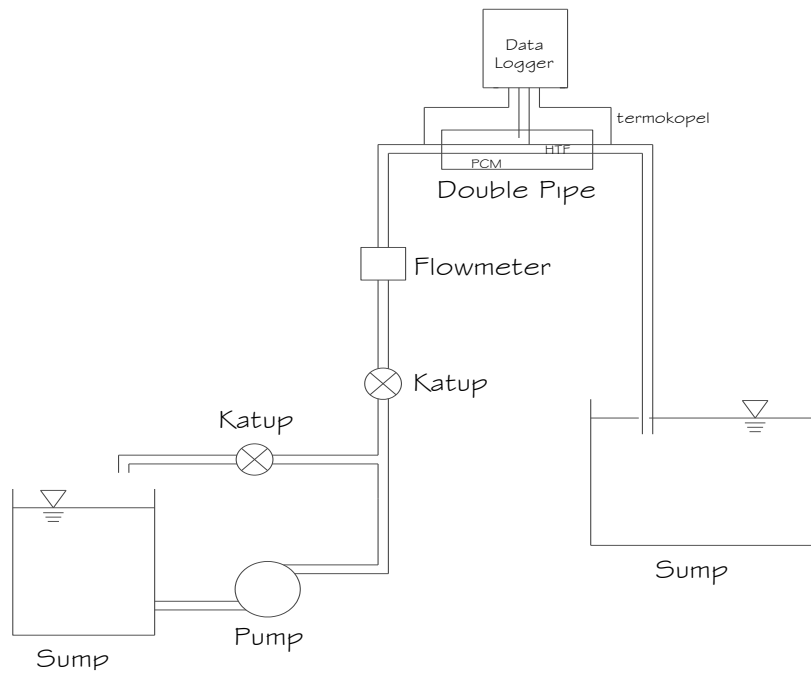 Data
Logger
termokopel
HTF
PCM
Double Pipe
Flowmeter
Katup
Katup
Sump
Pump
Sump